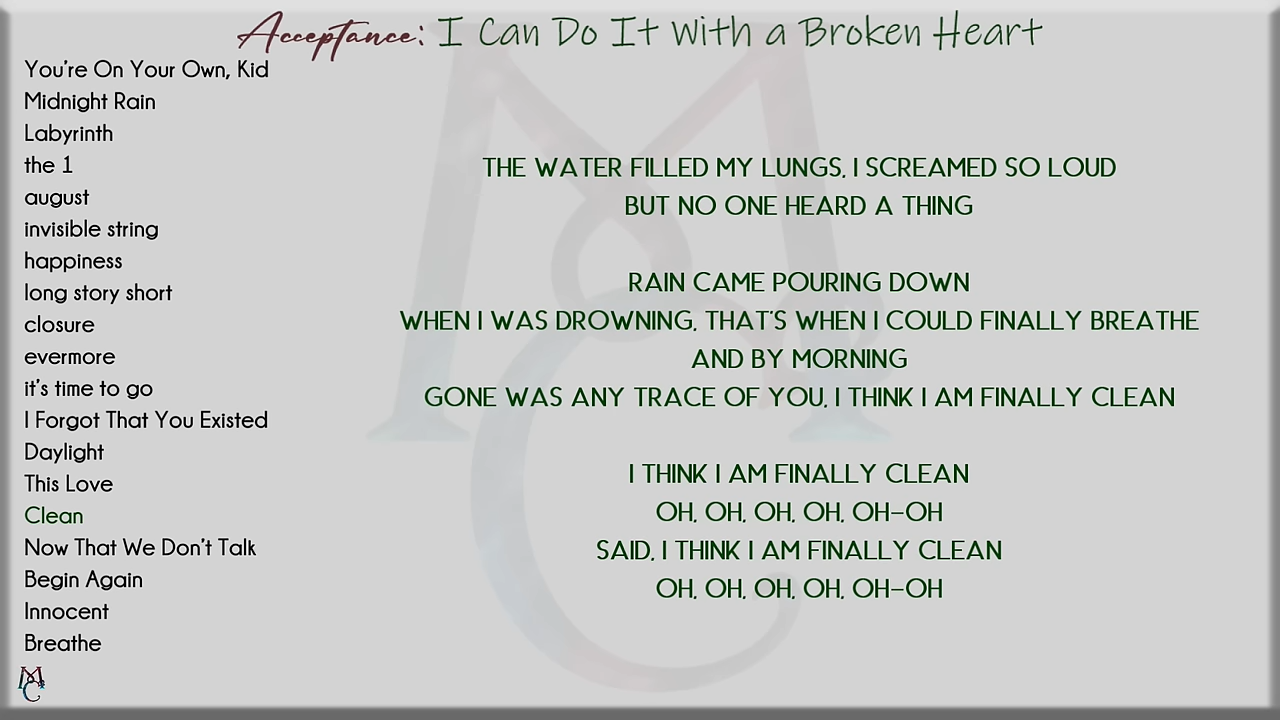 Acceptance: I Can Do It With a Broken Heart
You're On Your Own, Kid
Midnight Rain
Labyrinth
the 1
august
invisible string
happiness
long story short
closure
evermore
it's time to go
I Forgot That You Existed
Daylight
This Love
Clean
Now That We Don't Talk
Begin Again
Innocent
Breathe
THE WATER FILLED MY LUNGS, I SCREAMED SO LOUD
BUT NO ONE HEARD A THING
RAIN CAME POURING DOWN
WHEN I WAS DROWNING, THAT'S WHEN I COULD FINALLY BREATHE
AND BY MORNING
GONE WAS ANY TRACE OF YOU, I THINK I AM FINALLY CLEAN
I THINK I AM FINALLY CLEAN
OH, OH, OH, OH, OH-OH
SAID, I THINK I AM FINALLY CLEAN
OH, OH, OH, OH, OH-OH